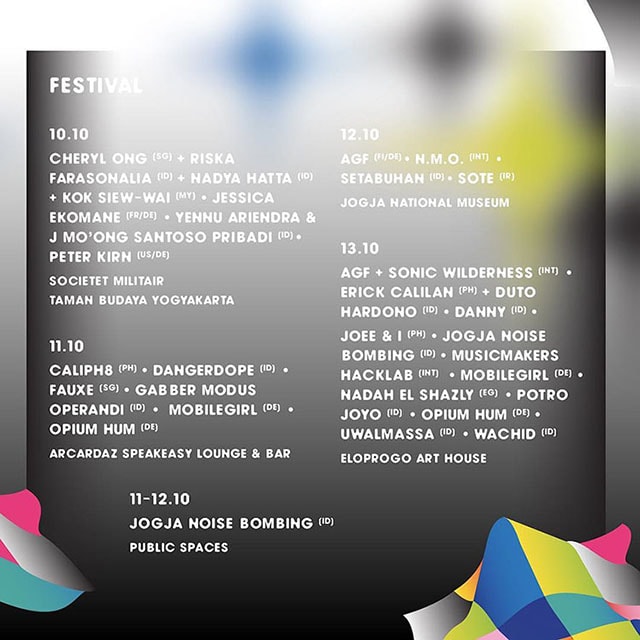 FESTIVAL
10.10
CHERYL ONG (SG) + RISKA
FARASONALIA (ID) + NADYA HATTA (ID)
+ KOK SIEW-WAI (MY) • JESSICA
EKOMANE (FR/DE) • YENNU ARIENDRA &
J MO'ONG SANTOSO PRIBADI (ID) •
PETER KIRN (US/DE)
SOCIETET MILITAIR
TAMAN BUDAYA YOGYAKARTA
11.10
CALIPH8 (PH) • DANGERDOPE (ID) •
FAUXE (SG) • GABBER MODUS
OPERANDI (ID) • MOBILEGIRL (DE) •
OPIUM HUM (DE)
ARCARDAZ SPEAKEASY LOUNGE & BAR
12.10
AGF (FI/DE) • N.M.O. (INT) •
SETABUHAN (ID) • SOTE (IR)
JOGJA NATIONAL MUSEUM
13.10
AGF + SONIC WILDERNESS (INT) •
ERICK CALILAN (PH) + DUTO
HARDONO (ID) • DANNY (ID) •
JOEE & I (PH) • JOGJA NOISE
BOMBING (ID) • MUSICMAKERS
HACKLAB (INT) • MOBILEGIRL (DE) •
NADAH EL SHAZLY (EG) • POTRO
JOYO (ID) • OPIUM HUM (DE) •
UWALMASSA (ID) • WACHID (ID)
ELOPROGO ART HOUSE
11-12.10
JOGJA NOISE BOMBING (ID)
PUBLIC SPACES